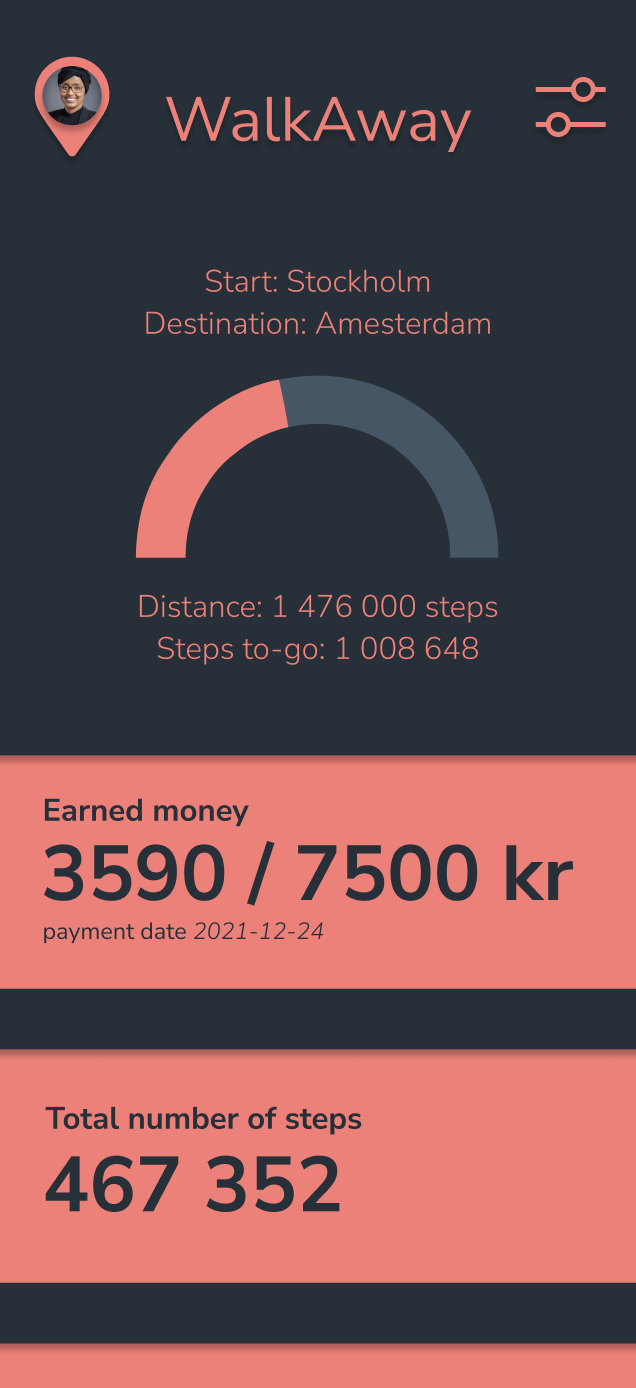 WalkAway
Start: Stockholm
Destination: Amesterdam
Distance: 1 476 000 steps
Steps to-go: 1 008 648
Earned money
3590 / 7500 kr
payment date 2021-12-24
Total number of steps
467 352